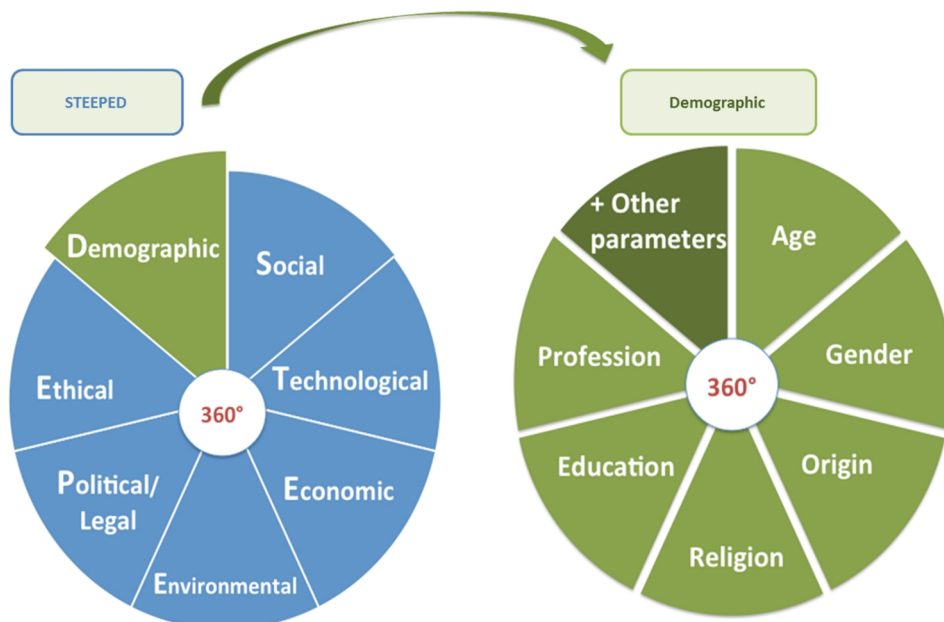 STEEPED
Demographic
Social
Technological
Economic
Environmental
Political/
Legal
Ethical
360°
Demographic
Age
Gender
Origin
Religion
Education
Profession
+ Other
parameters
360°